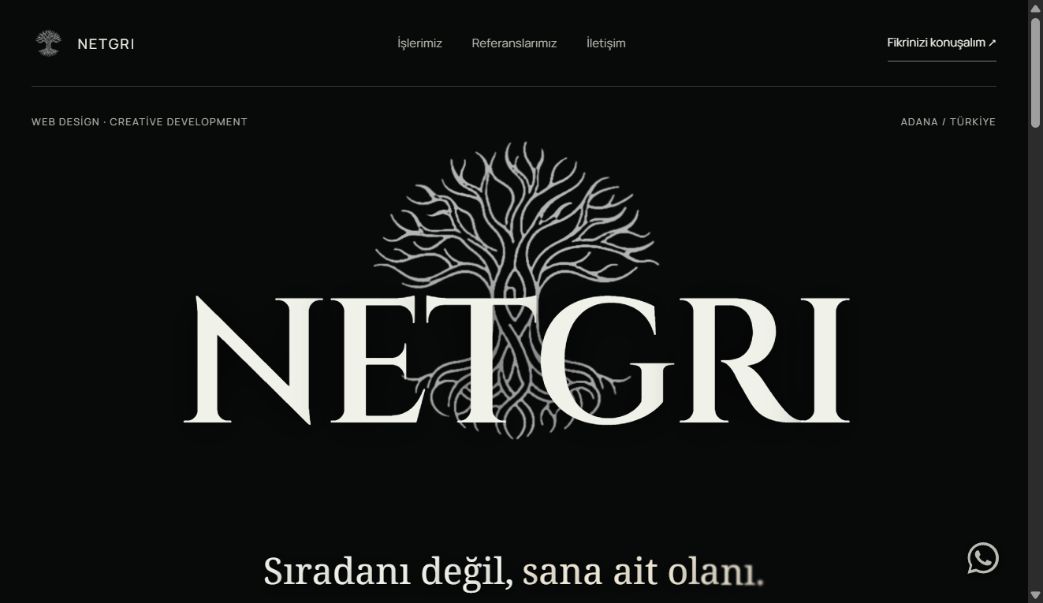 NETGRI
İşlerimiz
Referanslarımız
İletişim
Fikrinizi konuşalım ↗
WEB DESİGN · CREATİVE DEVELOPMENT
ADANA / TÜRKİYE
NETGRI
Sıradanı değil, sana ait olanı.